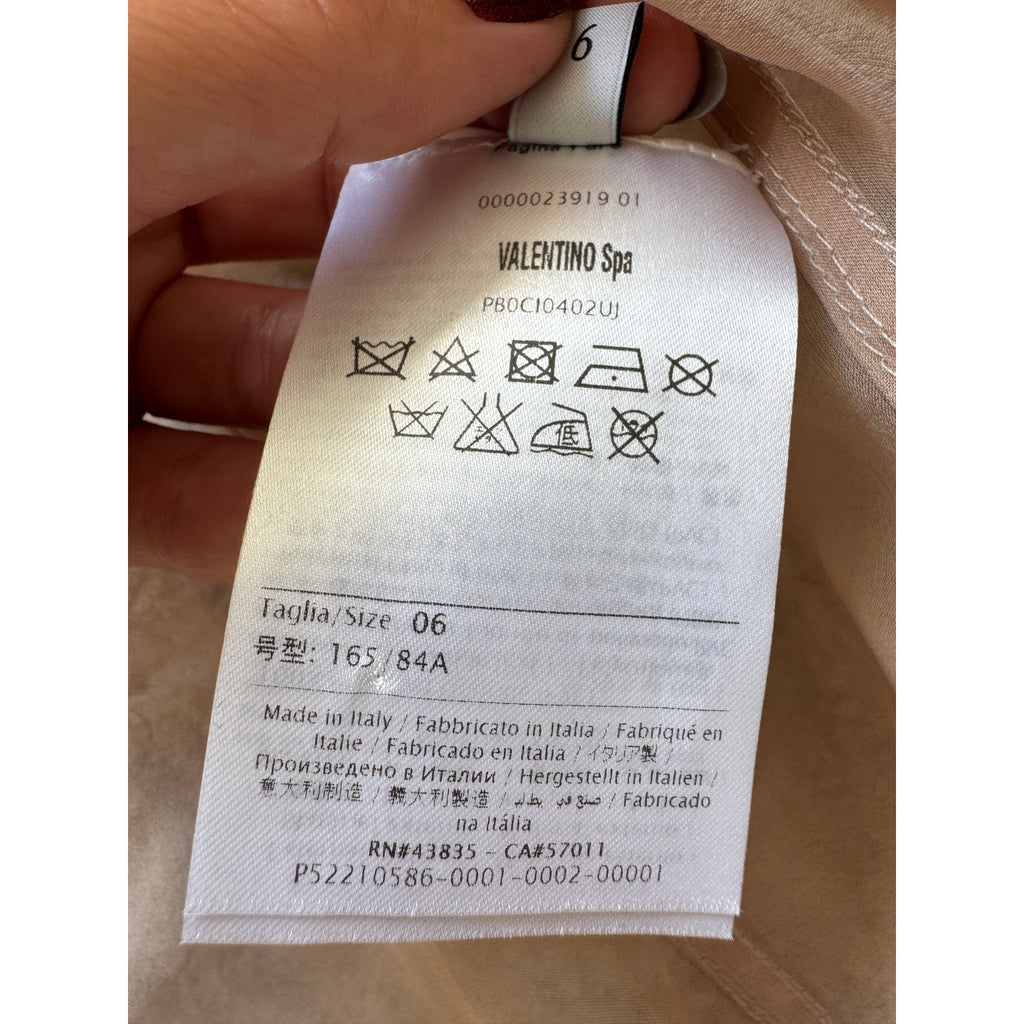 6
Pagina 1
0000023919 01
VALENTINO Spa
PB0CI0402UJ
低
Taglia/Size 06
号型: 165/84A
Made in Italy / Fabbricato in Italia / Fabriqué en
Italie / Fabricado en Italia / イタリア製 /
Произведено в Италии / Hergestellt in Italien /
意大利制造 / 義大利製造 / صنع في إيطاليا / Fabricado
na Itália
RN#43835 - CA#57011
P52210586-0001-0002-00001